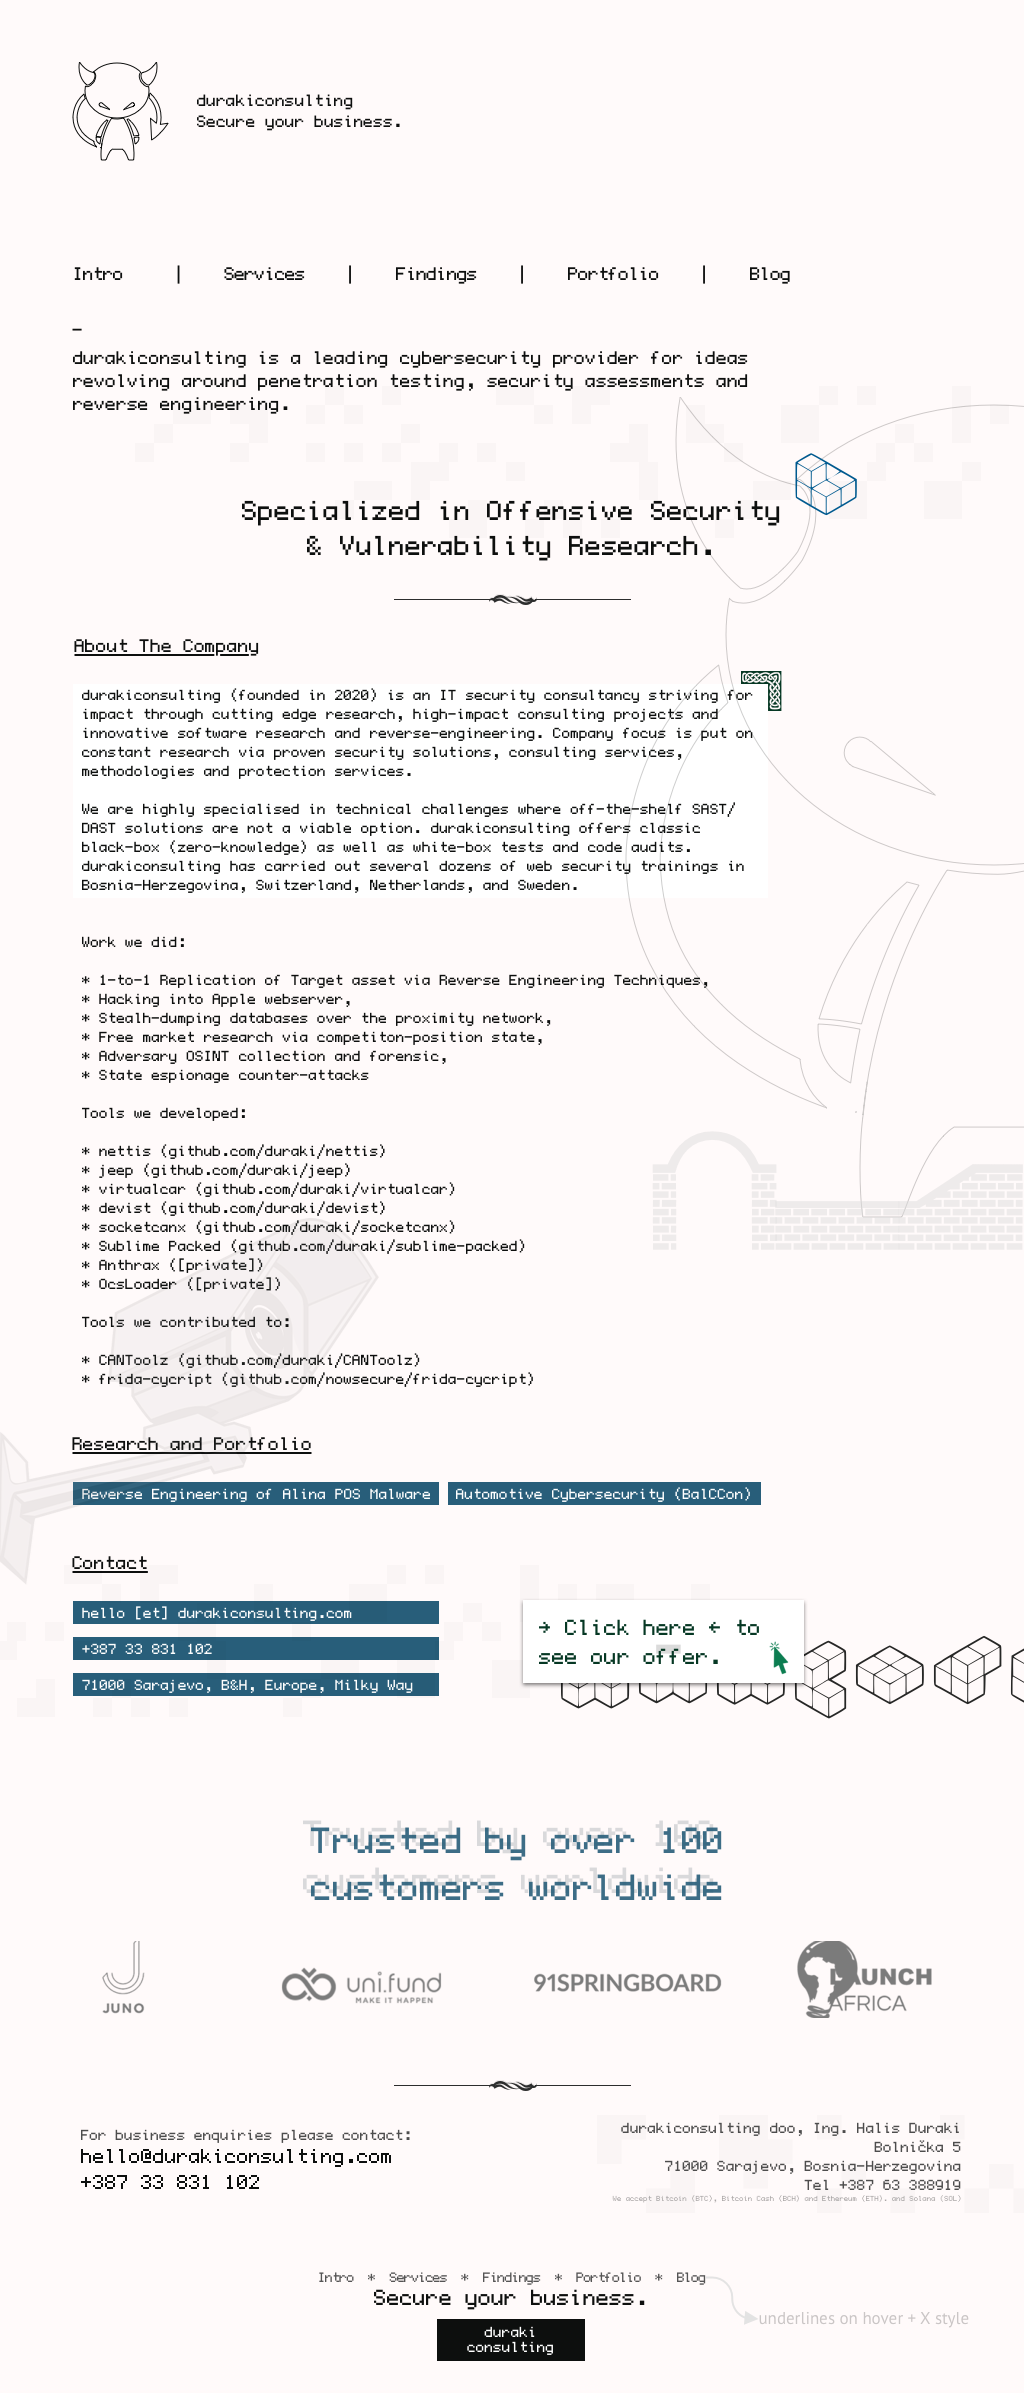 durakiconsulting
Secure your business.
Intro | Services | Findings | Portfolio | Blog
_
durakiconsulting is a leading cybersecurity provider for ideas
revolving around penetration testing, security assessments and
reverse engineering.
Specialized in Offensive Security
& Vulnerability Research.
About The Company
durakiconsulting (founded in 2020) is an IT security consultancy striving for
impact through cutting edge research, high-impact consulting projects and
innovative software research and reverse-engineering. Company focus is put on
constant research via proven security solutions, consulting services,
methodologies and protection services.
We are highly specialised in technical challenges where off-the-shelf SAST/
DAST solutions are not a viable option. durakiconsulting offers classic
black-box (zero-knowledge) as well as white-box tests and code audits.
durakiconsulting has carried out several dozens of web security trainings in
Bosnia-Herzegovina, Switzerland, Netherlands, and Sweden.
Work we did:
* 1-to-1 Replication of Target asset via Reverse Engineering Techniques,
* Hacking into Apple webserver,
* Stealh-dumping databases over the proximity network,
* Free market research via competiton-position state,
* Adversary OSINT collection and forensic,
* State espionage counter-attacks
Tools we developed:
* nettis (github.com/duraki/nettis)
* jeep (github.com/duraki/jeep)
* virtualcar (github.com/duraki/virtualcar)
* devist (github.com/duraki/devist)
* socketcanx (github.com/duraki/socketcanx)
* Sublime Packed (github.com/duraki/sublime-packed)
* Anthrax ([private])
* OcsLoader ([private])
Tools we contributed to:
* CANToolz (github.com/duraki/CANToolz)
* frida-cycript (github.com/nowsecure/frida-cycript)
Research and Portfolio
Reverse Engineering of Alina POS Malware
Automotive Cybersecurity (BalCCon)
Contact
hello [et] durakiconsulting.com
+387 33 831 102
71000 Sarajevo, B&H, Europe, Milky Way
→ Click here ← to
see our offer.
Trusted by over 100
customers worldwide
JUNO
uni.fund
MAKE IT HAPPEN
91SPRINGBOARD
LAUNCH
AFRICA
For business enquiries please contact:
hello@durakiconsulting.com
+387 33 831 102
durakiconsulting doo, Ing. Halis Duraki
Bolnička 5
71000 Sarajevo, Bosnia-Herzegovina
Tel +387 63 388919
We accept Bitcoin (BTC), Bitcoin Cash (BCH) and Ethereum (ETH). and Solana (SOL)
Intro * Services * Findings * Portfolio * Blog
Secure your business.
underlines on hover + X style
duraki
consulting